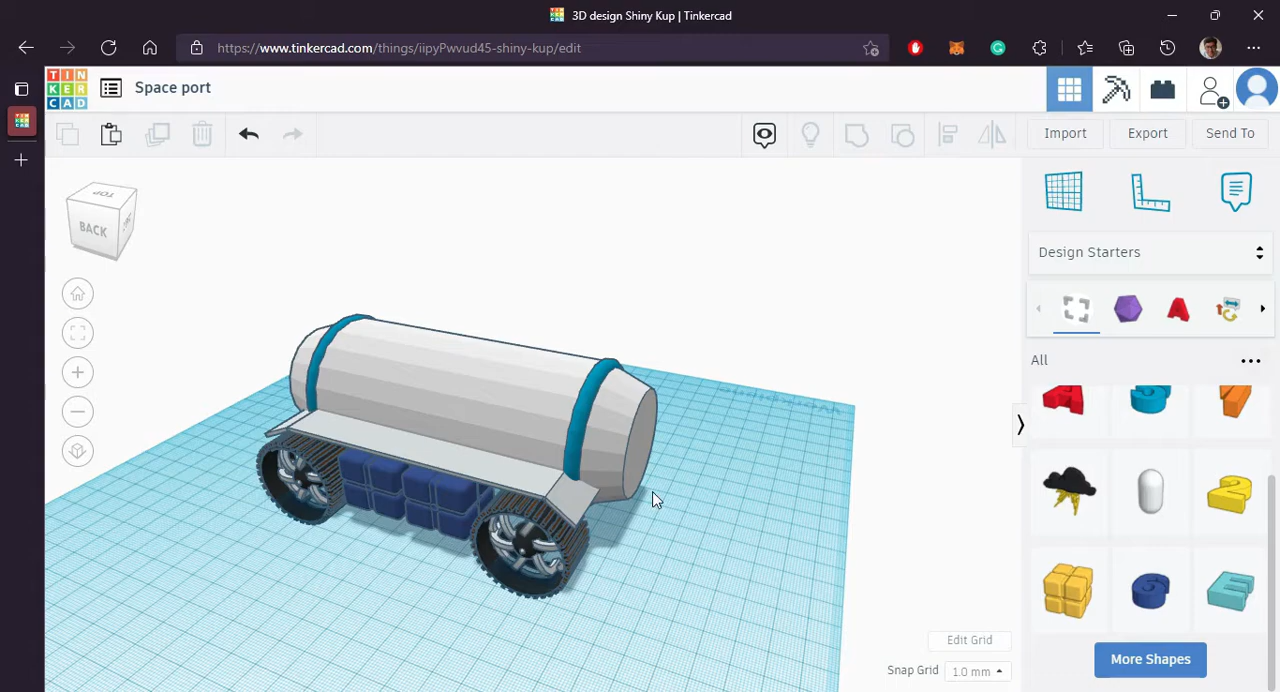 3D design Shiny Kup | Tinkercad
https://www.tinkercad.com/things/iipyPwvud45-shiny-kup/edit
TIN
KER
CAD
Space port
Import
Export
Send To
TOP
BACK
Design Starters
All
More Shapes
Edit Grid
Snap Grid
1.0 mm